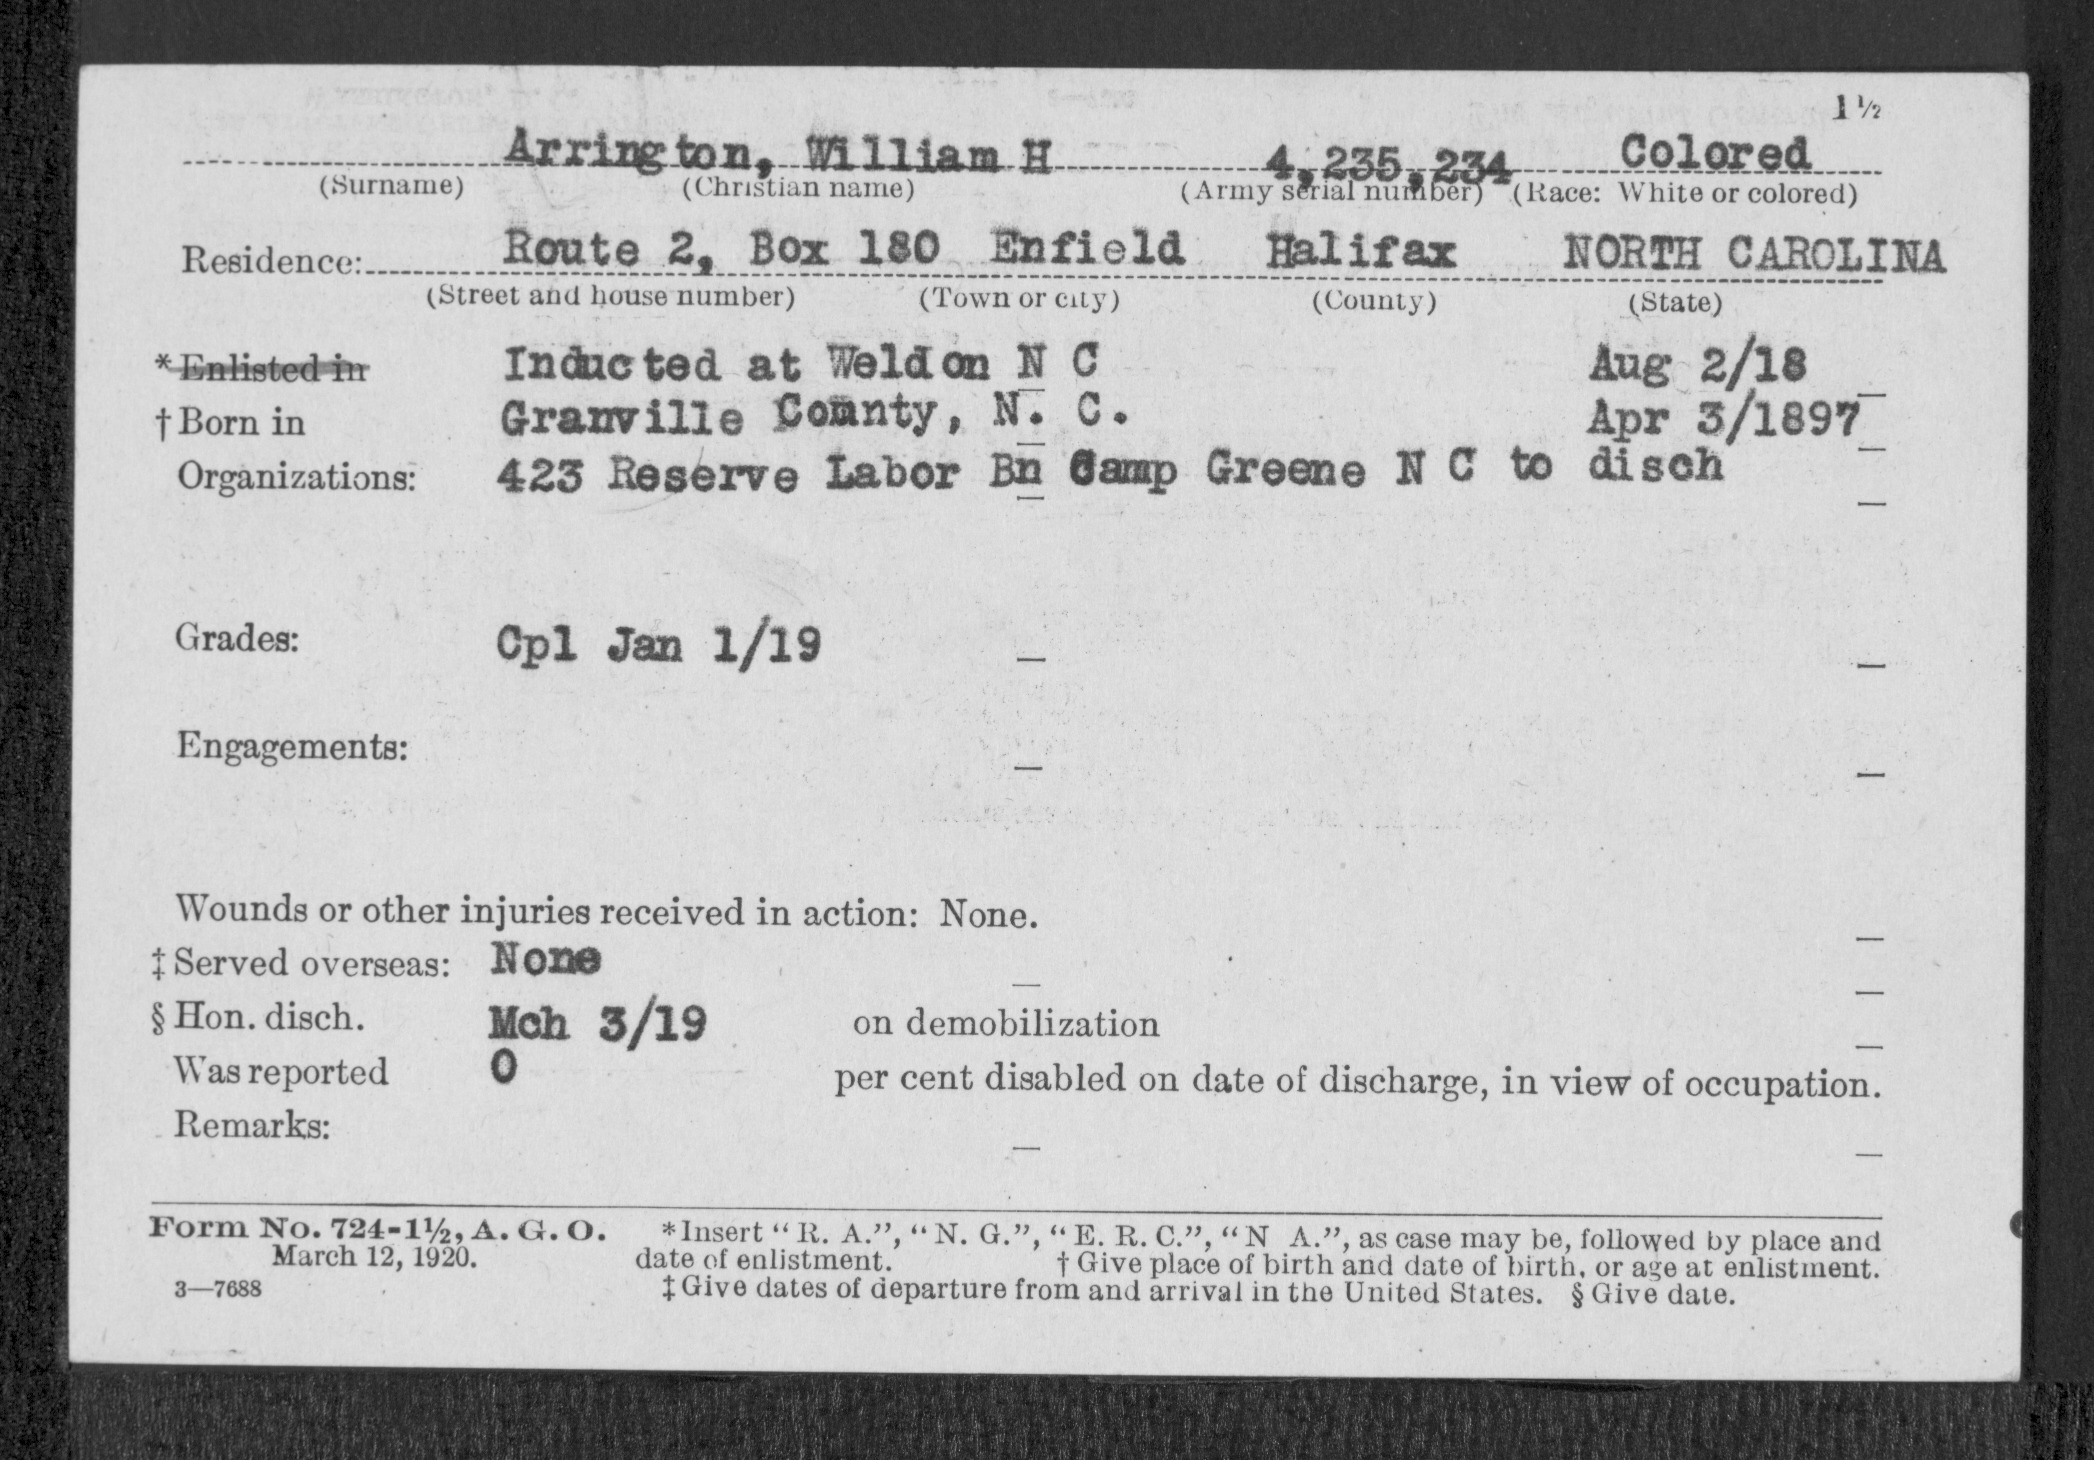 1½
Arrington, William H 4,235,234 Colored
(Surname) (Christian name) (Army serial number) (Race: White or colored)
Residence: Route 2, Box 180 Enfield Halifax NORTH CAROLINA
(Street and house number) (Town or city) (County) (State)
*Enlisted in Inducted at Weldon N C Aug 2/18
†Born in Granville County, N. C. Apr 3/1897
Organizations: 423 Reserve Labor Bn Camp Greene N C to disch
Grades: Cpl Jan 1/19
Engagements:
Wounds or other injuries received in action: None.
‡Served overseas: None
§Hon. disch. Mch 3/19 on demobilization
Was reported 0 per cent disabled on date of discharge, in view of occupation.
Remarks:
Form No. 724-1½, A. G. O. *Insert "R. A.", "N. G.", "E. R. C.", "N A.", as case may be, followed by place and
March 12, 1920. date of enlistment. †Give place of birth and date of birth, or age at enlistment.
3—7688 ‡Give dates of departure from and arrival in the United States. §Give date.